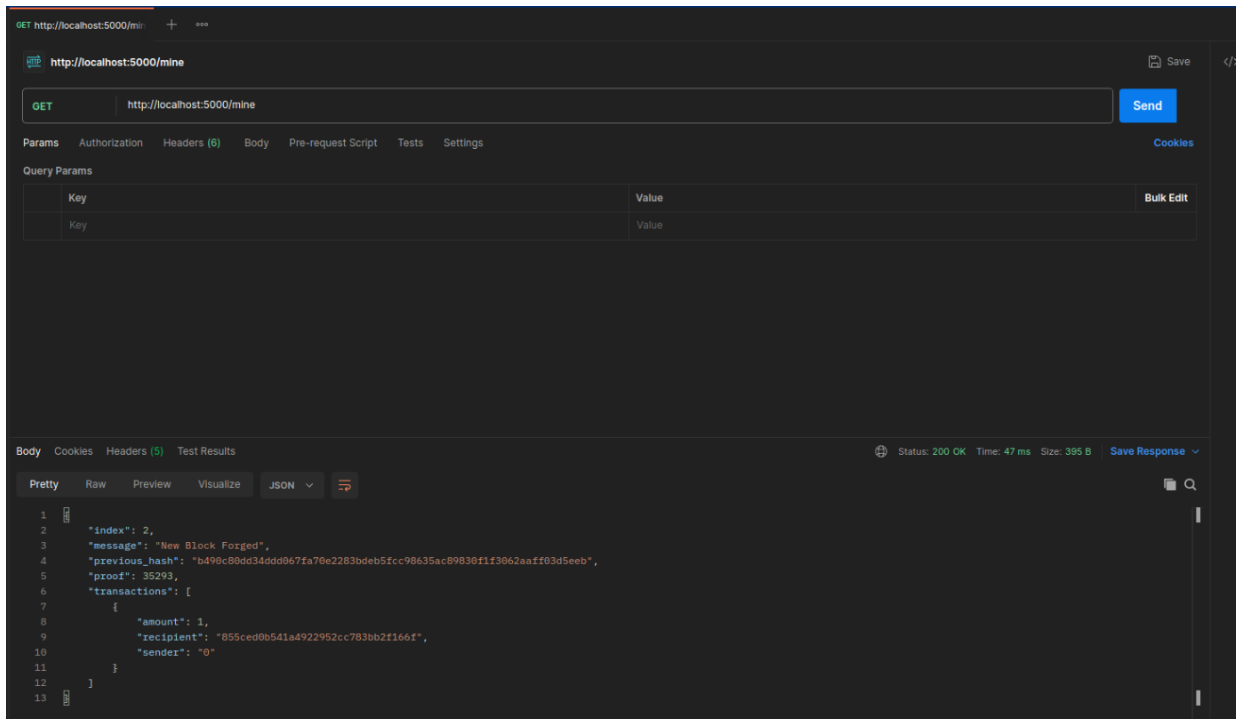 GET http://localhost:5000/min
HTTP http://localhost:5000/mine
Save
GET http://localhost:5000/mine
Send
Params Authorization Headers (6) Body Pre-request Script Tests Settings
Cookies
Query Params
Key Value Bulk Edit
Key Value
Body Cookies Headers (5) Test Results
Status: 200 OK Time: 47 ms Size: 395 B Save Response
Pretty Raw Preview Visualize JSON
1 {
2 "index": 2,
3 "message": "New Block Forged",
4 "previous_hash": "b490c80dd34ddd067fa70e2283bdeb5fcc98635ac89830f1f3062aaff03d5eeb",
5 "proof": 35293,
6 "transactions": [
7 {
8 "amount": 1,
9 "recipient": "855ced0b541a4922952cc783bb2f166f",
10 "sender": "0"
11 }
12 ]
13 }